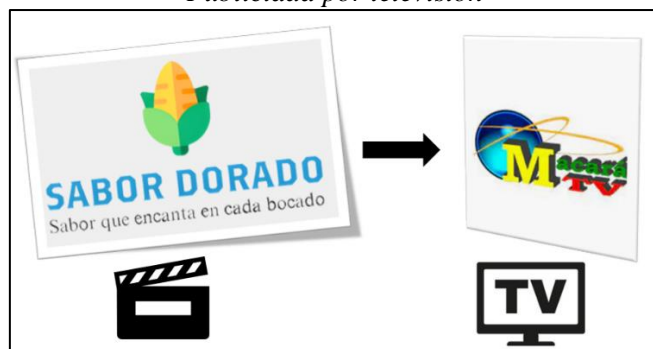 Publicidad por televisión
SABOR DORADO
Sabor que encanta en cada bocado
Macará
TV
TV